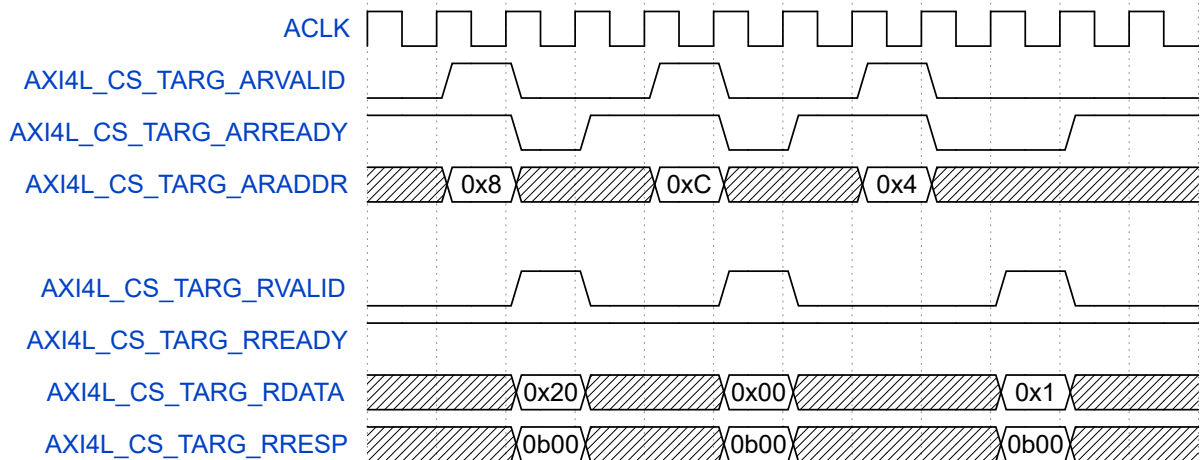 ACLK
AXI4L_CS_TARG_ARVALID
AXI4L_CS_TARG_ARREADY
AXI4L_CS_TARG_ARADDR 0x8 0xC 0x4
AXI4L_CS_TARG_RVALID
AXI4L_CS_TARG_RREADY
AXI4L_CS_TARG_RDATA 0x20 0x00 0x1
AXI4L_CS_TARG_RRESP 0b00 0b00 0b00